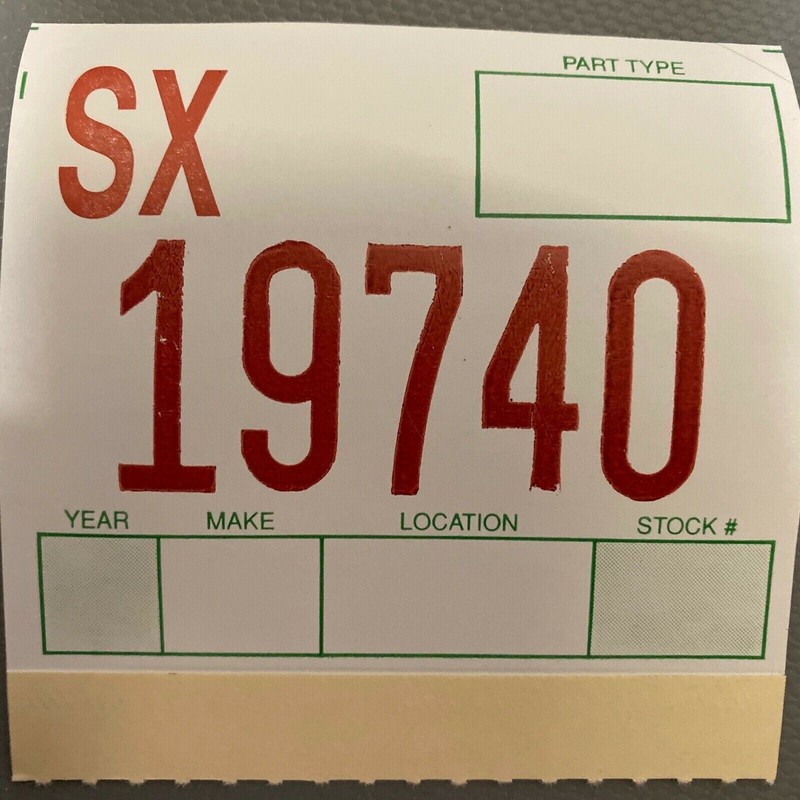 SX
PART TYPE
19740
YEAR MAKE LOCATION STOCK #